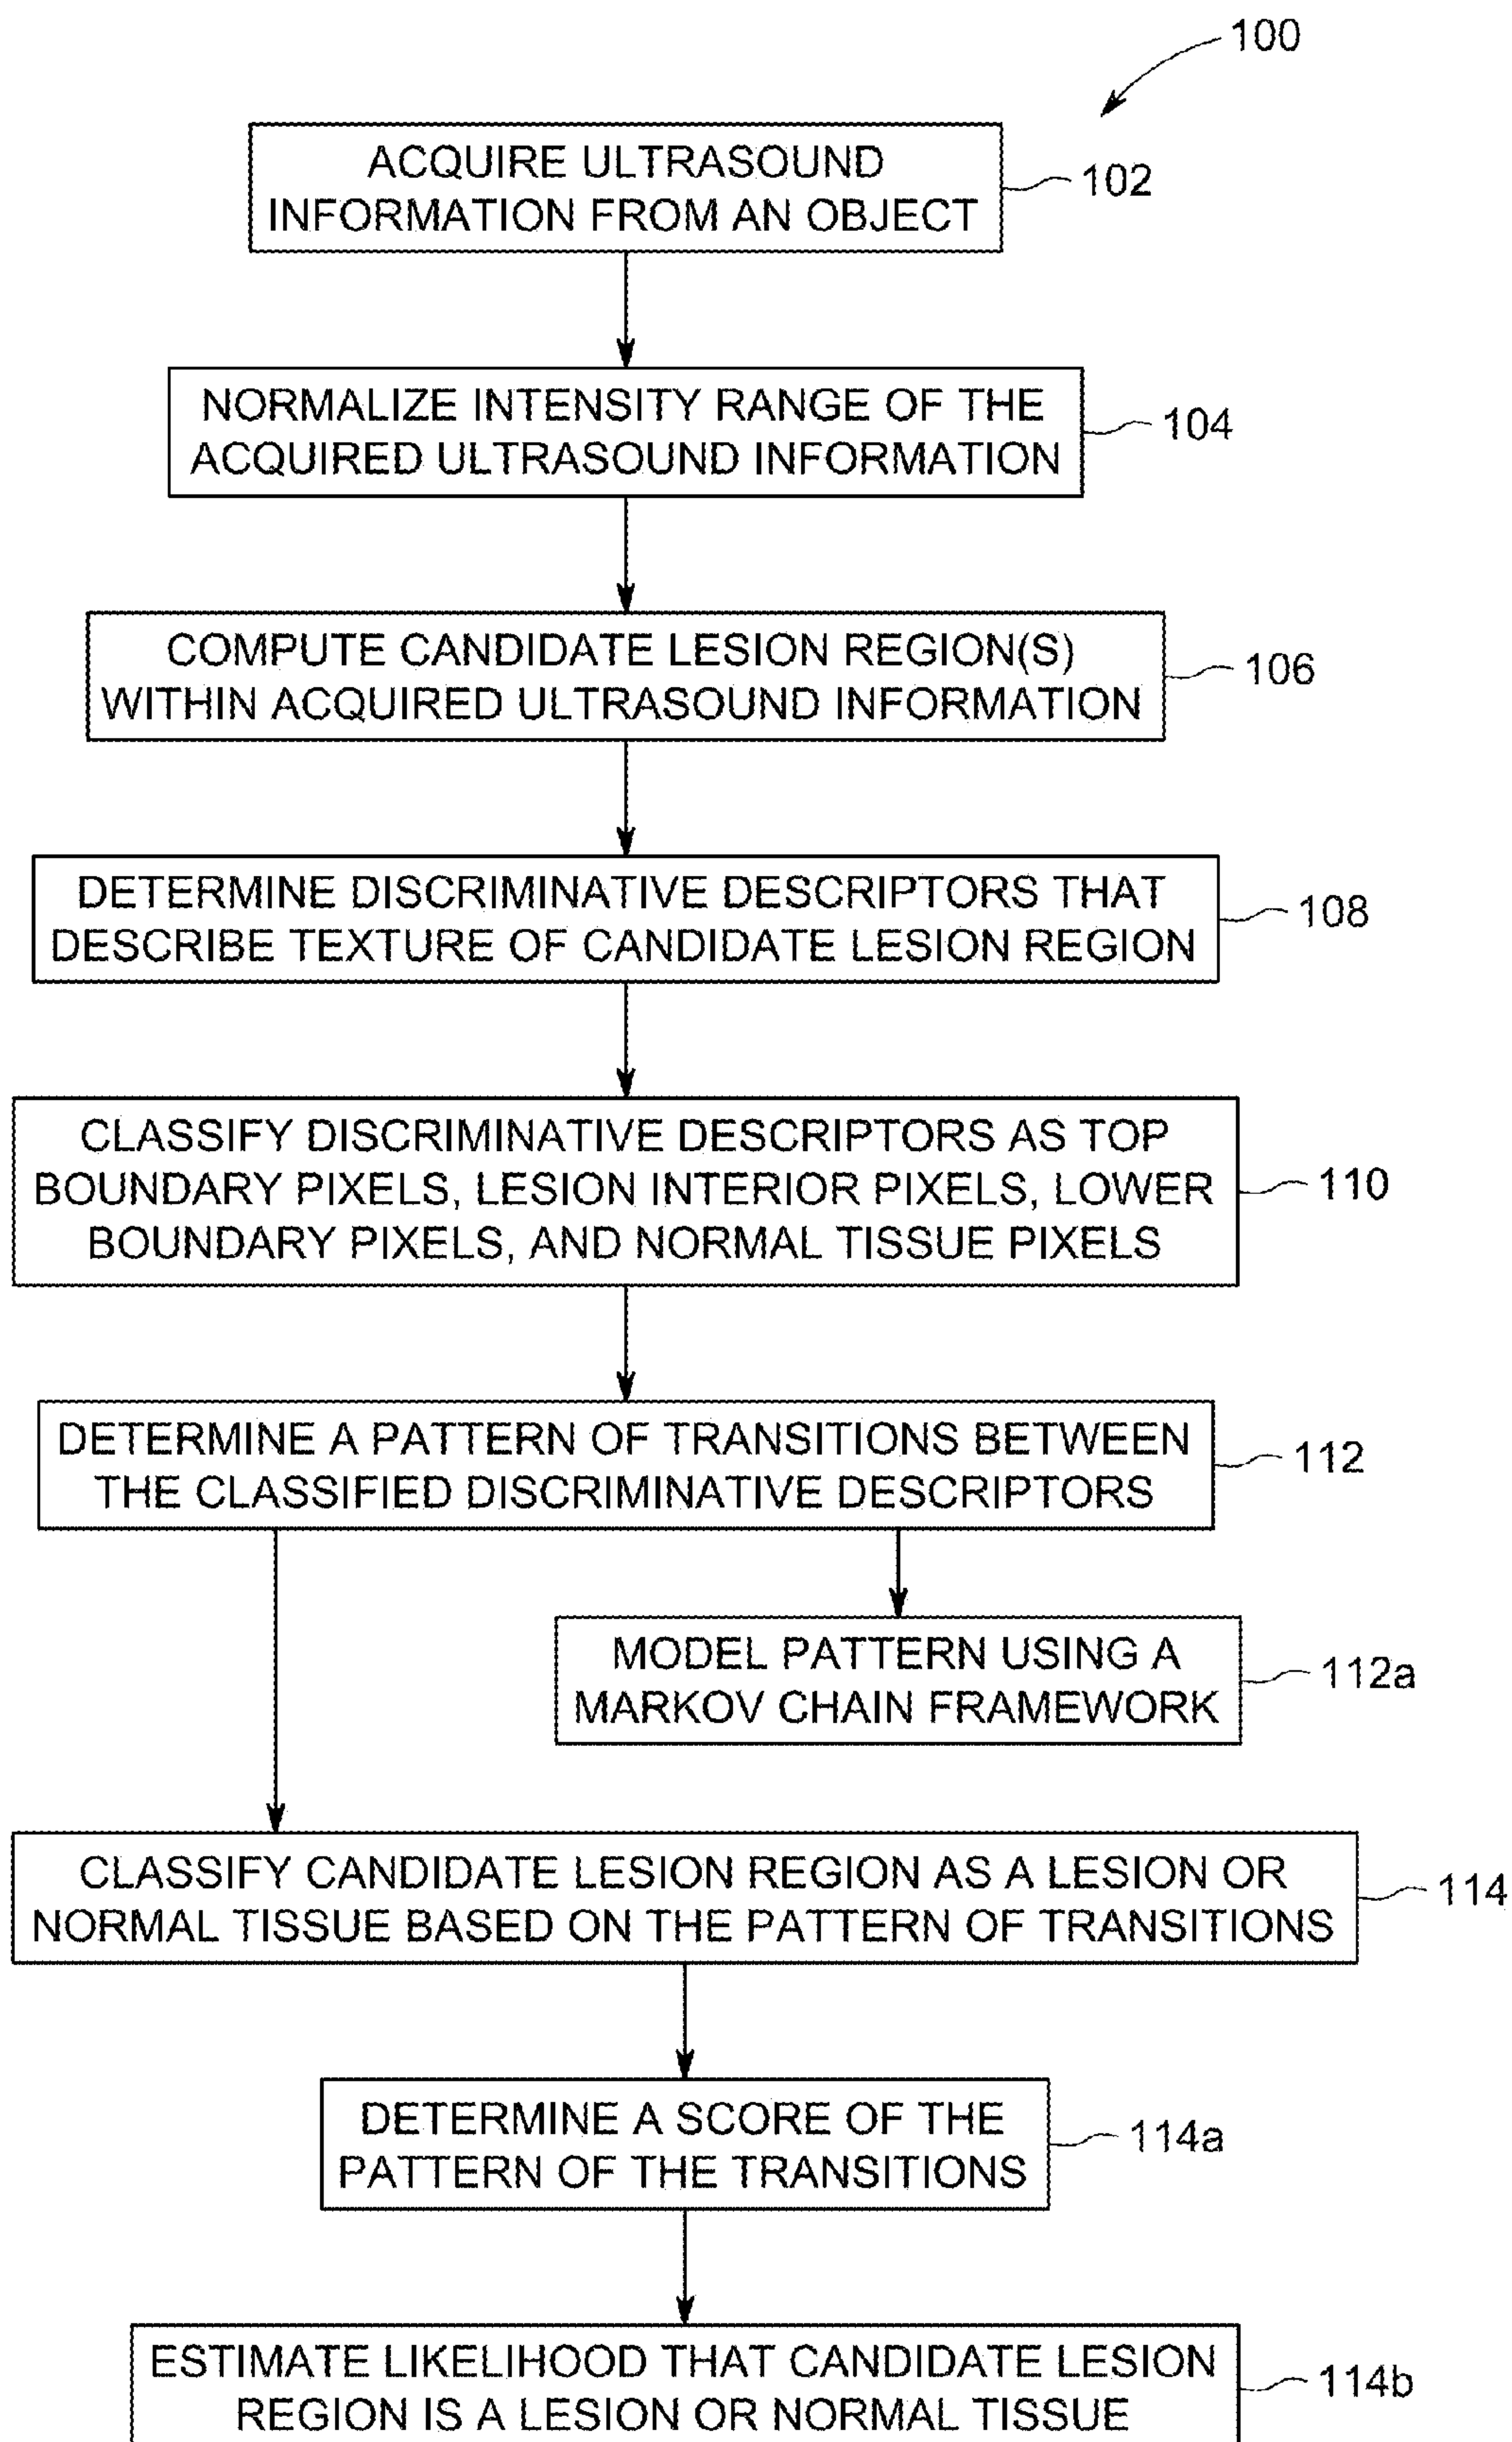 100
ACQUIRE ULTRASOUND
INFORMATION FROM AN OBJECT
102
NORMALIZE INTENSITY RANGE OF THE
ACQUIRED ULTRASOUND INFORMATION
104
COMPUTE CANDIDATE LESION REGION(S)
WITHIN ACQUIRED ULTRASOUND INFORMATION
106
DETERMINE DISCRIMINATIVE DESCRIPTORS THAT
DESCRIBE TEXTURE OF CANDIDATE LESION REGION
108
CLASSIFY DISCRIMINATIVE DESCRIPTORS AS TOP
BOUNDARY PIXELS, LESION INTERIOR PIXELS, LOWER
BOUNDARY PIXELS, AND NORMAL TISSUE PIXELS
110
DETERMINE A PATTERN OF TRANSITIONS BETWEEN
THE CLASSIFIED DISCRIMINATIVE DESCRIPTORS
112
MODEL PATTERN USING A
MARKOV CHAIN FRAMEWORK
112a
CLASSIFY CANDIDATE LESION REGION AS A LESION OR
NORMAL TISSUE BASED ON THE PATTERN OF TRANSITIONS
114
DETERMINE A SCORE OF THE
PATTERN OF THE TRANSITIONS
114a
ESTIMATE LIKELIHOOD THAT CANDIDATE LESION
REGION IS A LESION OR NORMAL TISSUE
114b